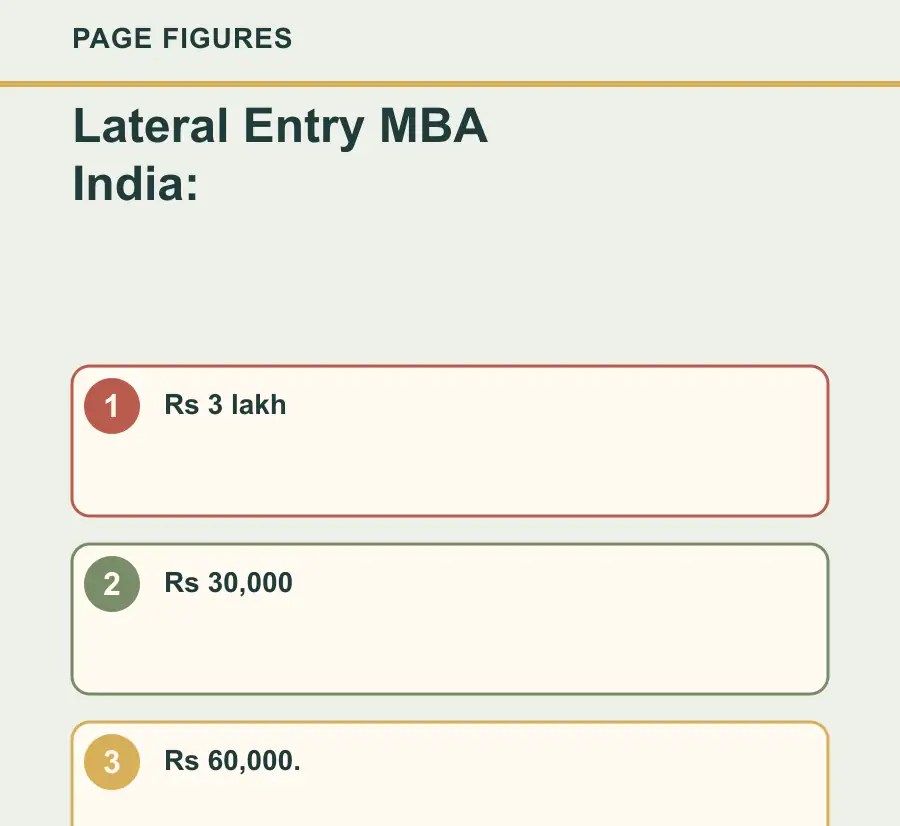 PAGE FIGURES
Lateral Entry MBA
India:
1
Rs 3 lakh
2
Rs 30,000
3
Rs 60,000.